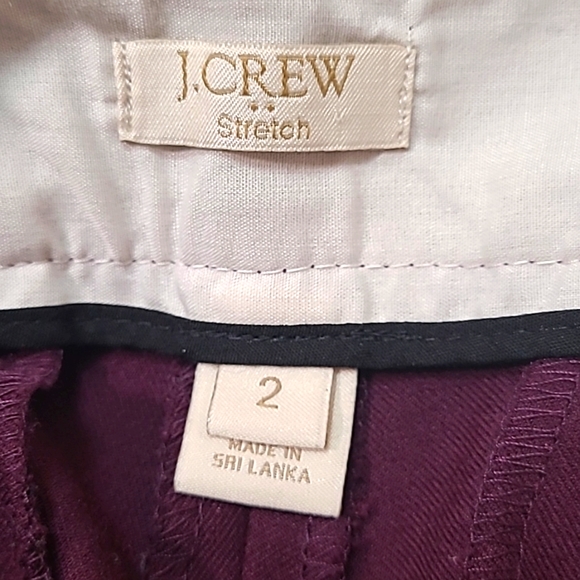 J.CREW
Stretch
2
MADE IN
SRI LANKA